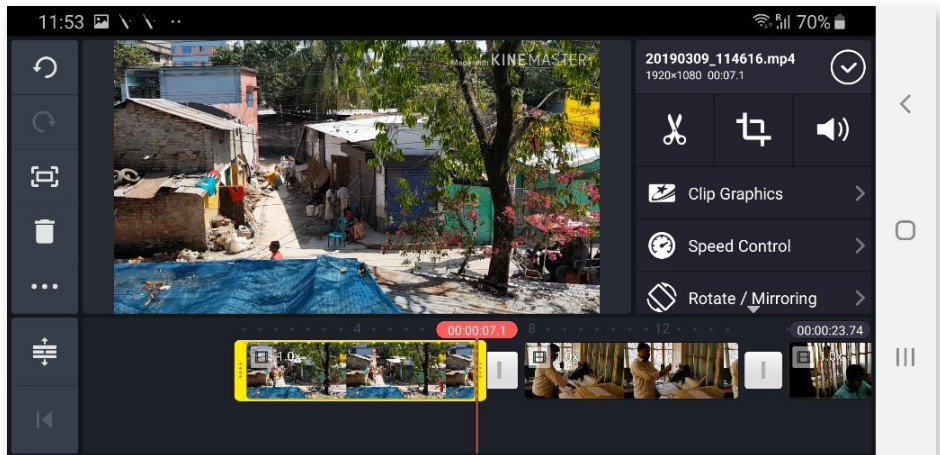 11:53
70%
Made with KINEMASTER
20190309_114616.mp4
1920×1080 00:07.1
Clip Graphics
Speed Control
Rotate / Mirroring
4
00:00:07.1
8
12
00:00:23.74
1.0x
1.0x
1.0x